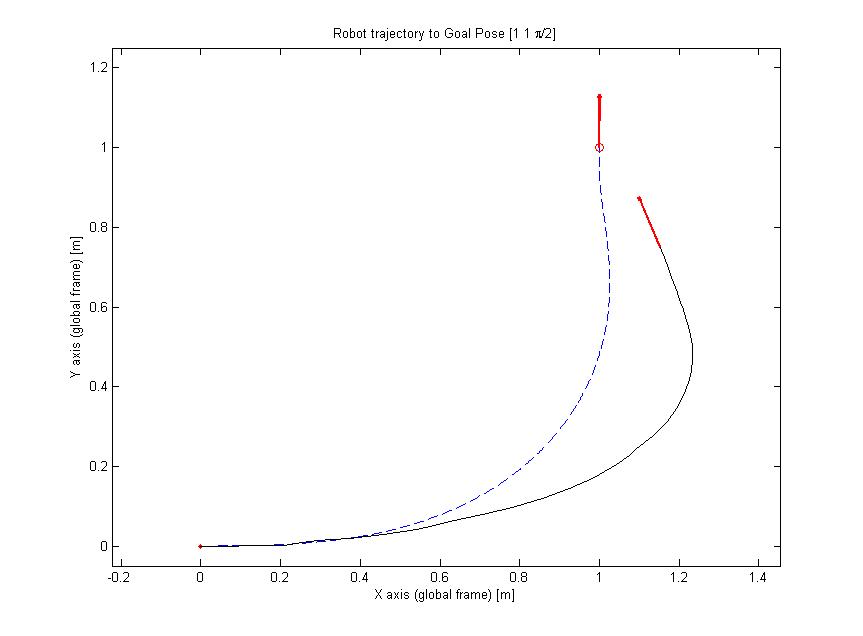 Robot trajectory to Goal Pose [1 1 π/2]
1.2
1
0.8
0.6
0.4
0.2
0
Y axis (global frame) [m]
-0.2 0 0.2 0.4 0.6 0.8 1 1.2 1.4
X axis (global frame) [m]